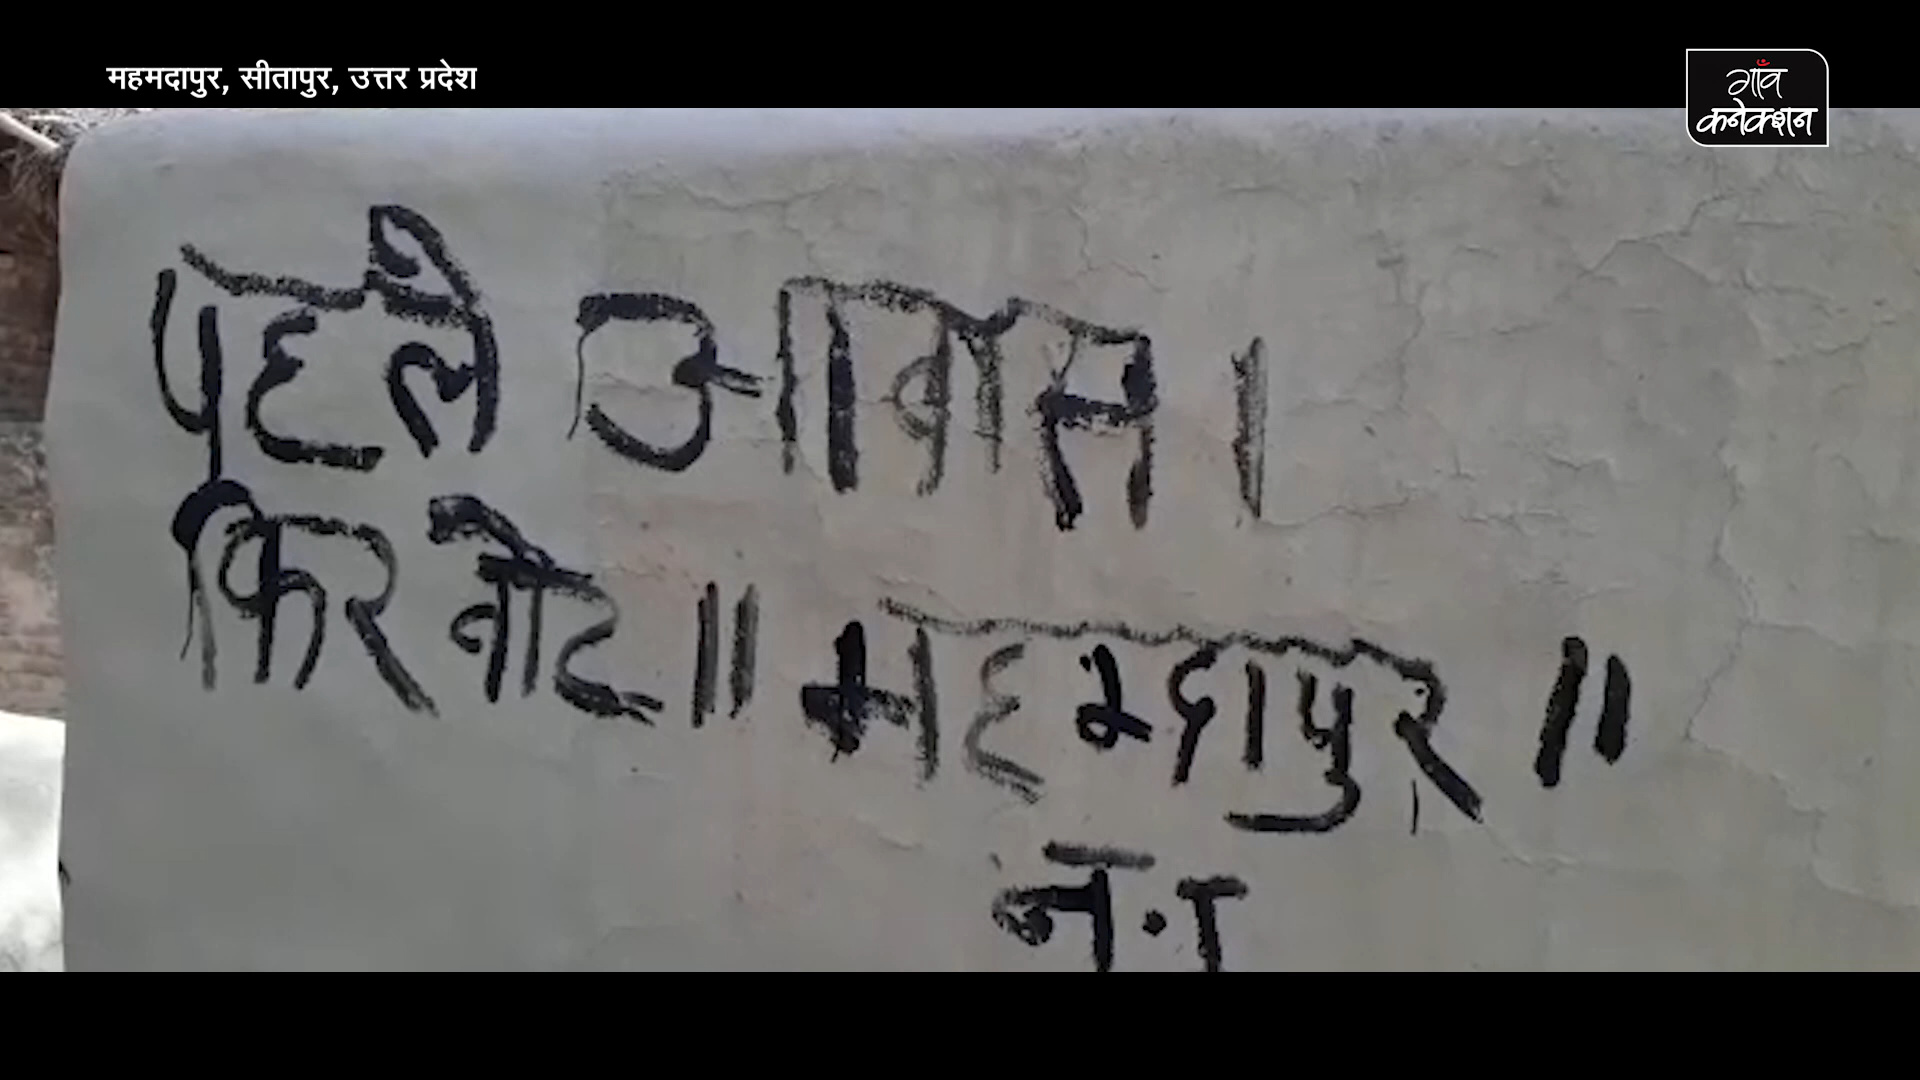 महमदापुर, सीतापुर, उत्तर प्रदेश
गाँव
कनेक्शन
पहले आवास।
फिर वोट॥ महमदापुर॥